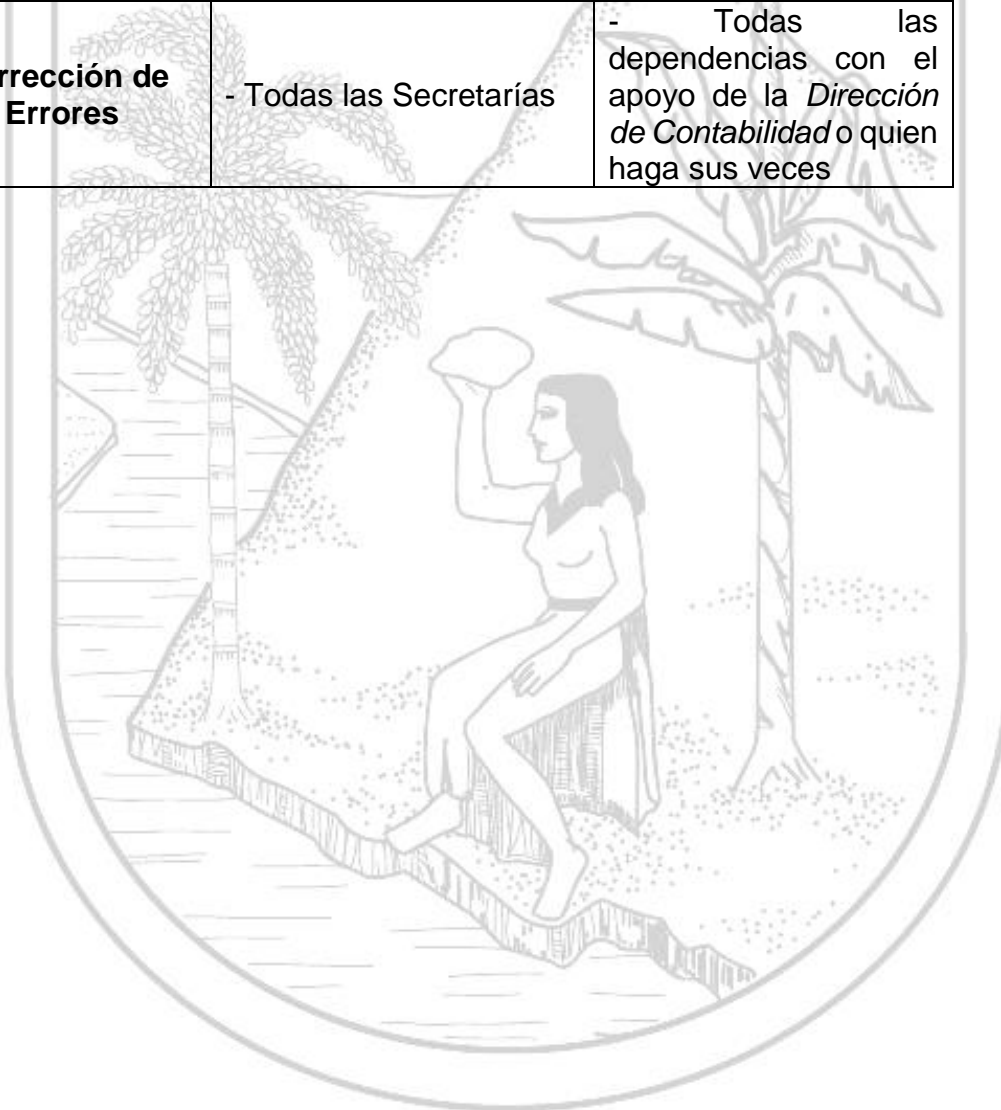 rrección de
Errores
- Todas las Secretarías
- Todas las
dependencias con el
apoyo de la Dirección
de Contabilidad o quien
haga sus veces